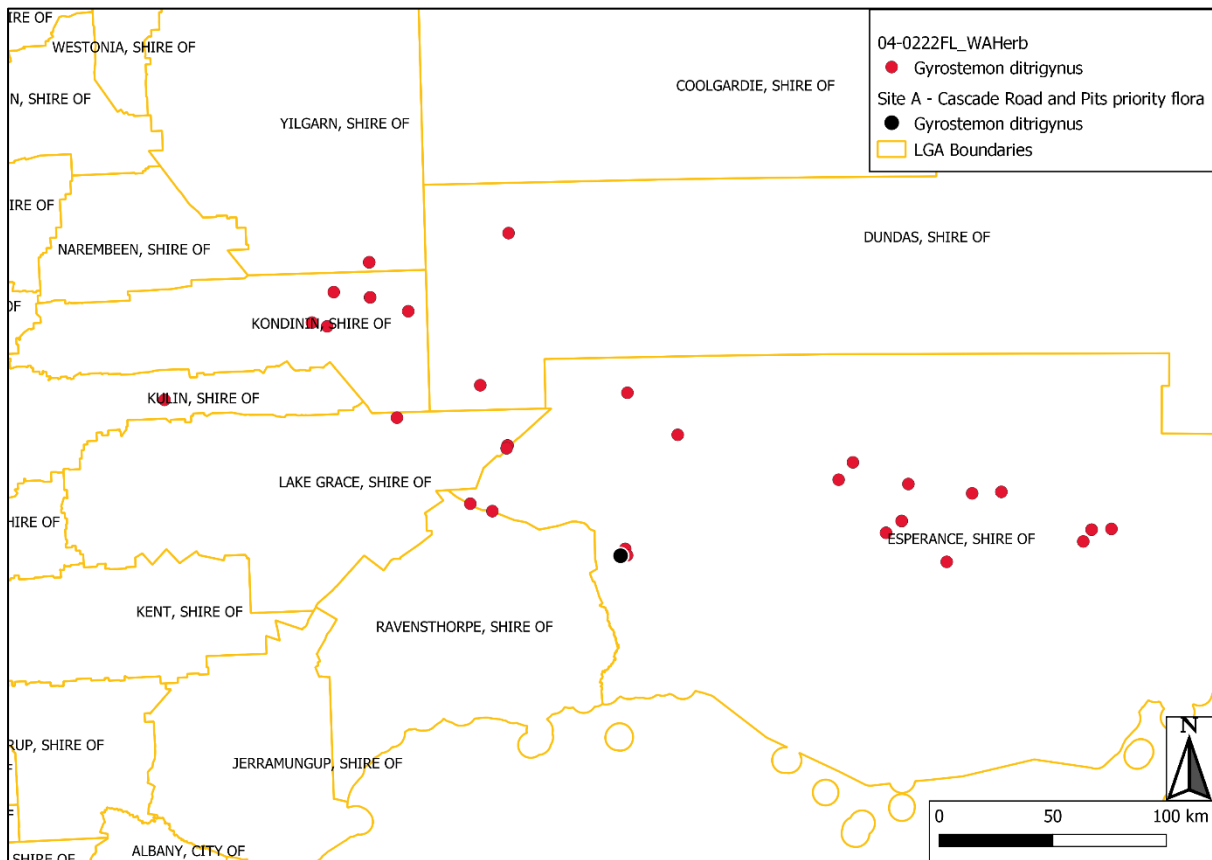 IRE OF
WESTONIA, SHIRE OF
N, SHIRE OF
YILGARN, SHIRE OF
COOLGARDIE, SHIRE OF
04-0222FL_WAHerb
Gyrostemon ditrigynus
Site A - Cascade Road and Pits priority flora
Gyrostemon ditrigynus
LGA Boundaries
IRE OF
NAREMBEEN, SHIRE OF
DUNDAS, SHIRE OF
OF
KONDININ, SHIRE OF
KULIN, SHIRE OF
LAKE GRACE, SHIRE OF
HIRE OF
ESPERANCE, SHIRE OF
KENT, SHIRE OF
RAVENSTHORPE, SHIRE OF
RUP, SHIRE OF
JERRAMUNGUP, SHIRE OF
N
0 50 100 km
ALBANY, CITY OF
SHIRE OF